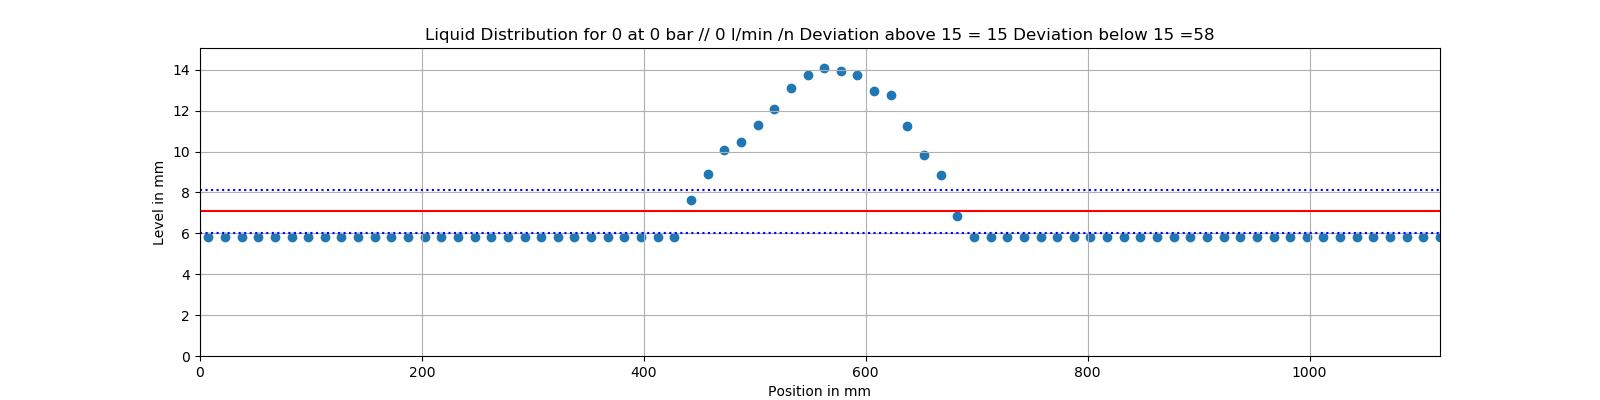 Liquid Distribution for 0 at 0 bar // 0 l/min /n Deviation above 15 = 15 Deviation below 15 =58
Level in mm
14
12
10
8
6
4
2
0
0 200 400 600 800 1000
Position in mm